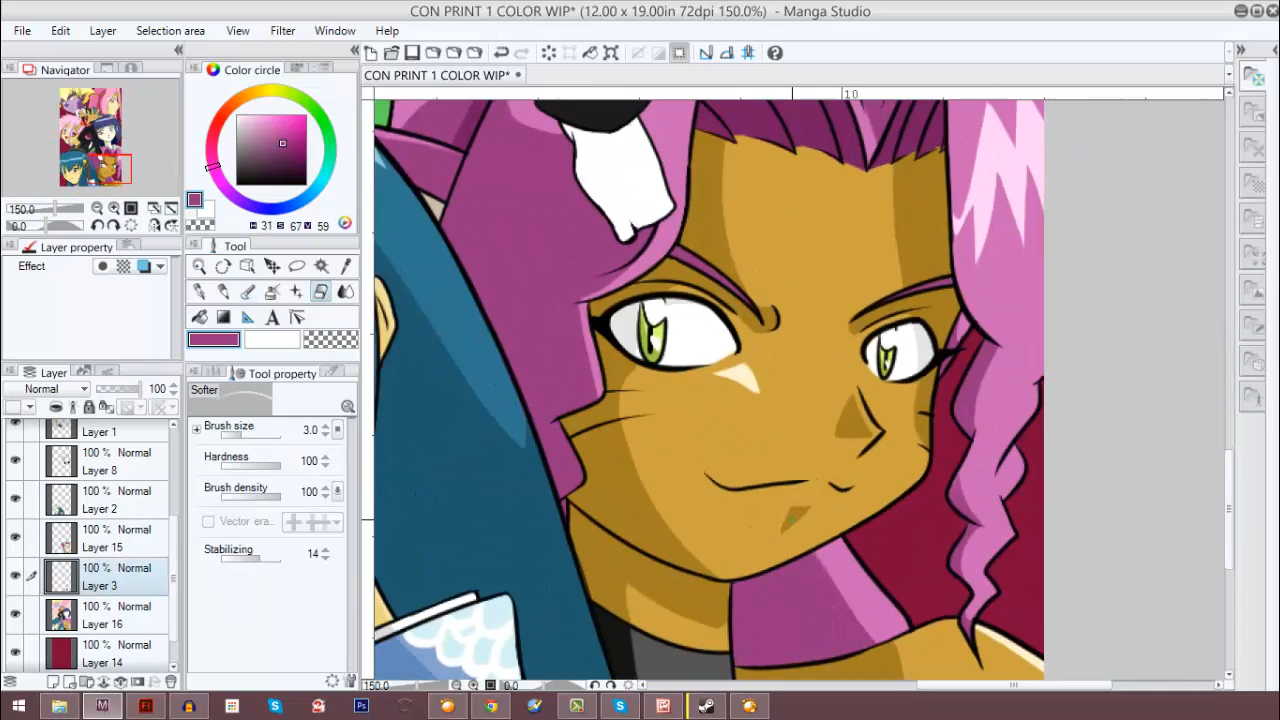 CON PRINT 1 COLOR WIP* (12.00 x 19.00in 72dpi 150.0%) - Manga Studio
File Edit Layer Selection area View Filter Window Help
Navigator
Color circle
CON PRINT 1 COLOR WIP*
10
150.0
0.0
H 31 S 67 V 59
Layer property
Tool
Effect
Layer
Tool property
Normal 100
Softer
Brush size 3.0
Hardness 100
Brush density 100
Vector era...
Stabilizing 14
Layer 1
100 % Normal
Layer 8
100 % Normal
Layer 2
100 % Normal
Layer 15
100 % Normal
Layer 3
100 % Normal
Layer 16
100 % Normal
Layer 14
150.0 0.0